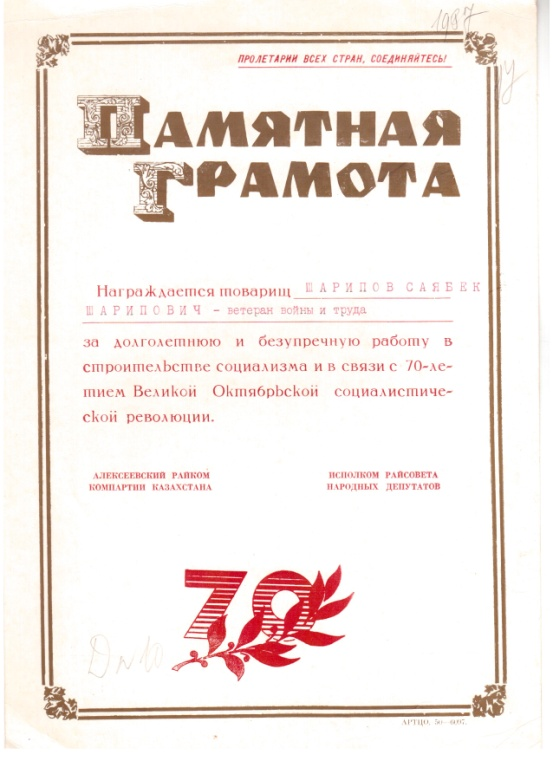 1987
ПРОЛЕТАРИИ ВСЕХ СТРАН, СОЕДИНЯЙТЕСЬ!
ПАМЯТНАЯ
ГРАМОТА
Награждается товарищ ШАРИПОВ САЯБЕК
ШАРИПОВИЧ - ветеран войны и труда
за долголетнюю и безупречную работу в
строительстве социализма и в связи с 70-ле-
тием Великой Октябрьской социалистиче-
ской революции.
АЛЕКСЕЕВСКИЙ РАЙКОМ
КОМПАРТИИ КАЗАХСТАНА
ИСПОЛКОМ РАЙСОВЕТА
НАРОДНЫХ ДЕПУТАТОВ
70
АРТЦО,